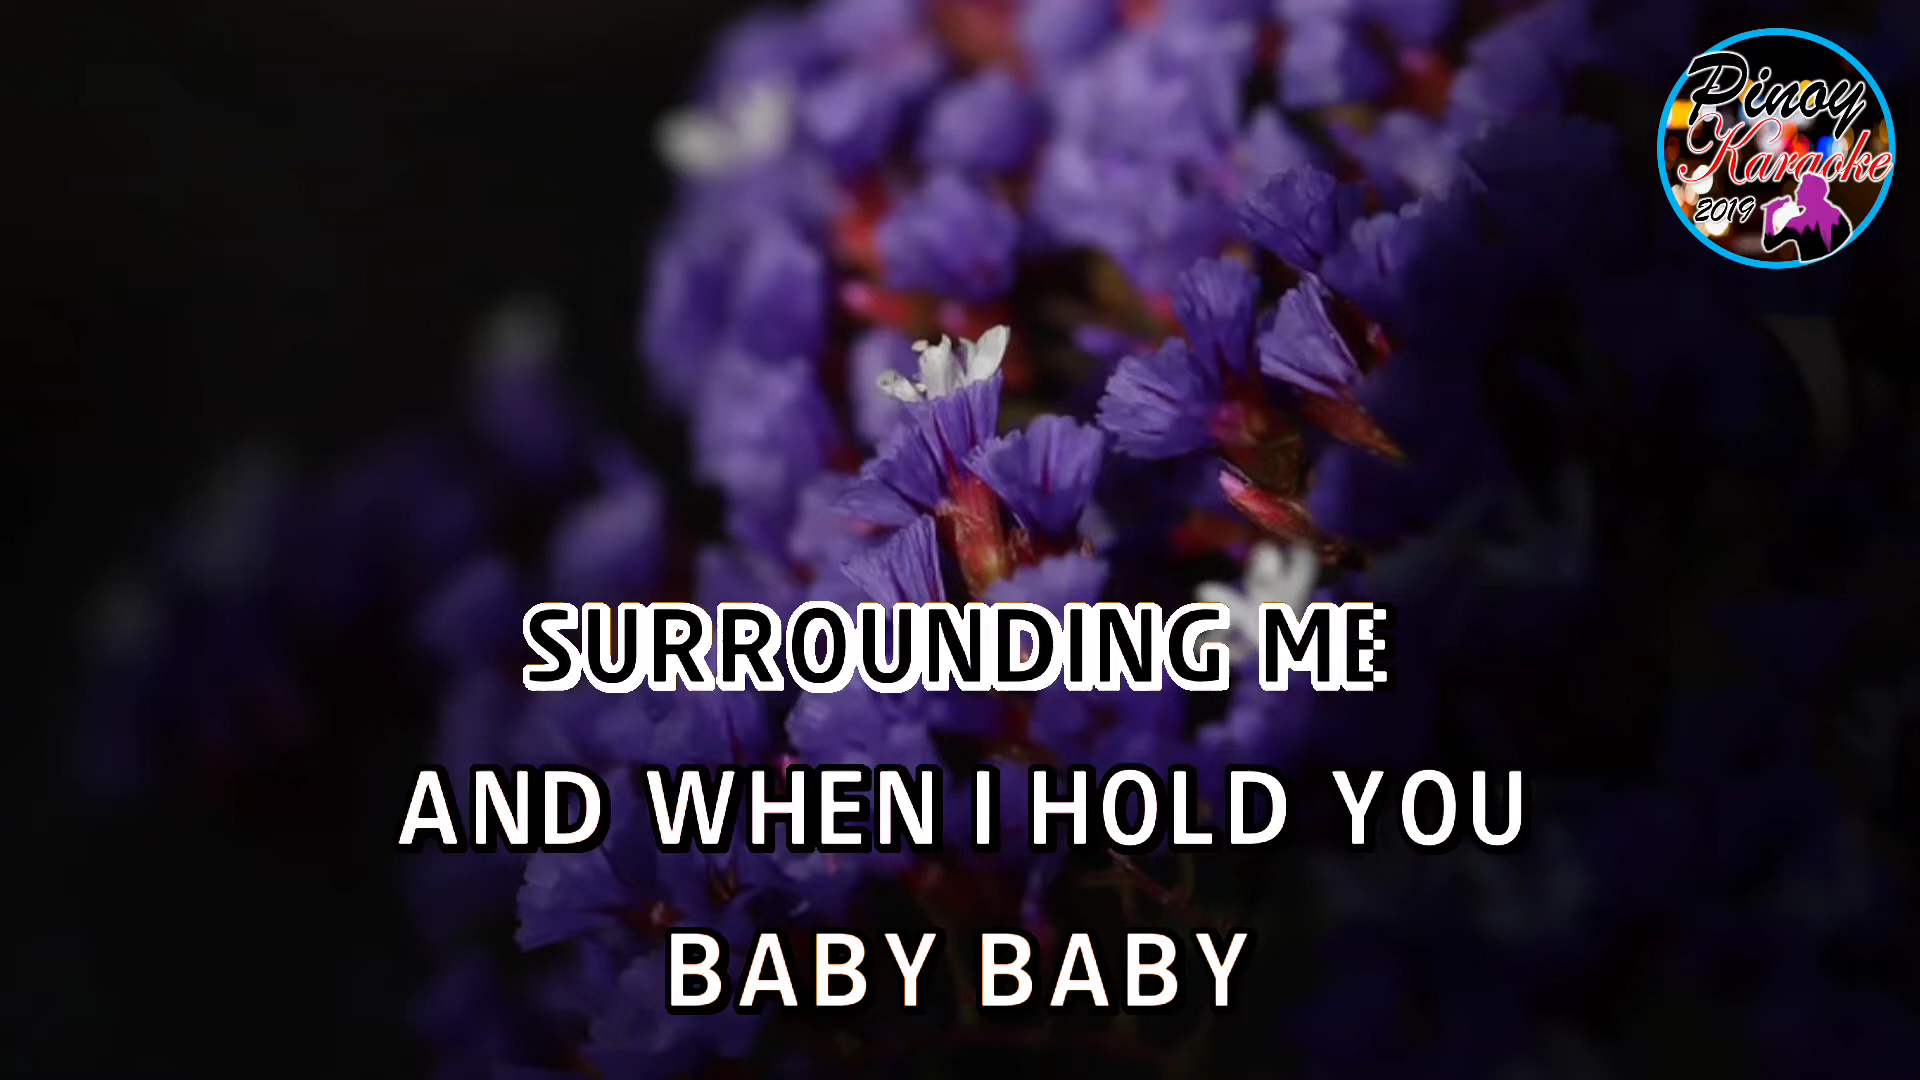 Pinoy
Karaoke
2019
SURROUNDING ME
AND WHEN I HOLD YOU
BABY BABY